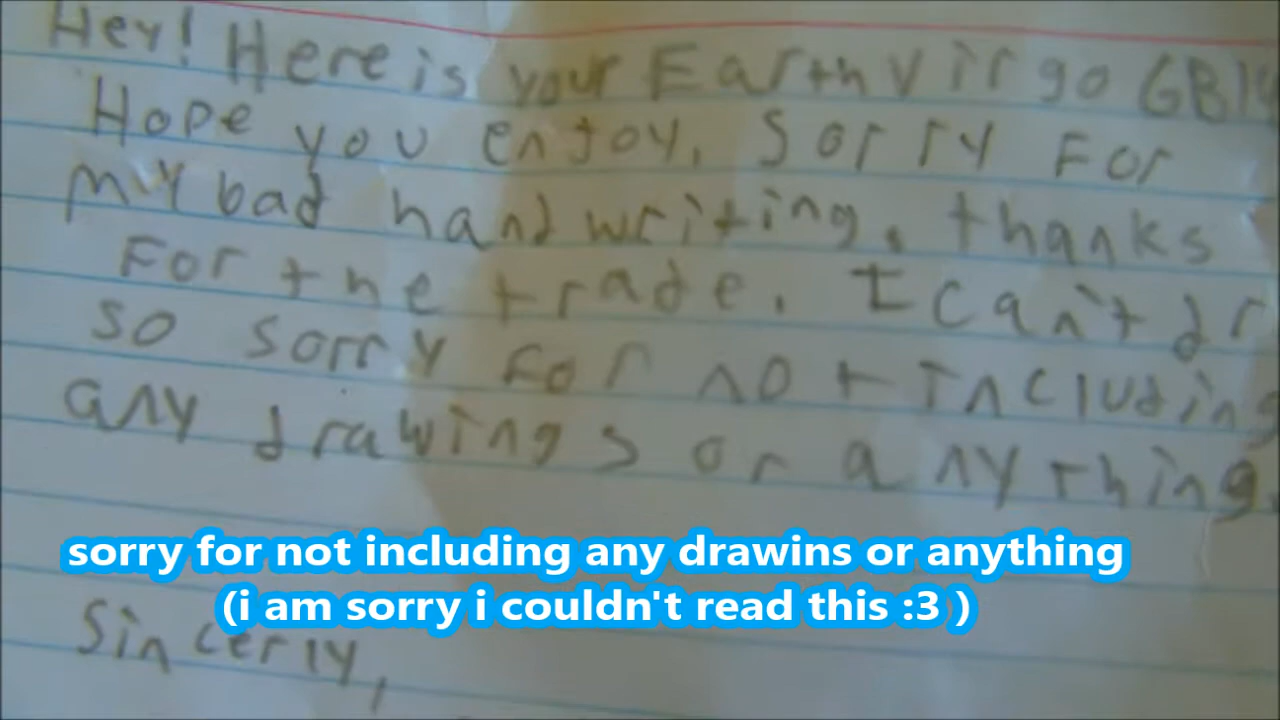 Hey! Here is your Earth Virgo GB14
Hope you enjoy, Sorry For
my bad handwriting, thanks
For the trade. I can't dr
so sorry for not including
any drawings or anything.
sorry for not including any drawins or anything
(i am sorry i couldn't read this :3 )
Sincerly,